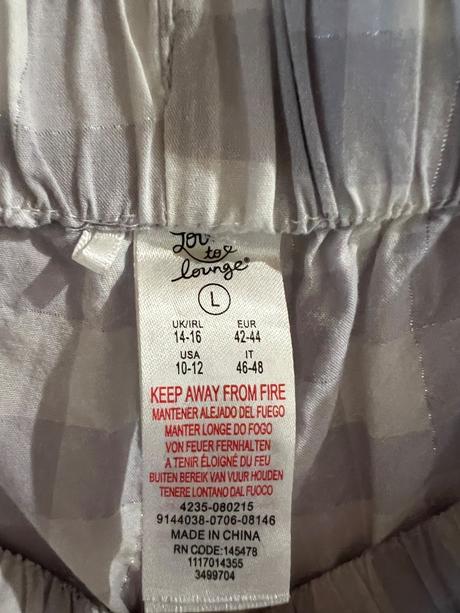 to
lounge®
L
UK/IRL EUR
14-16 42-44
USA IT
10-12 46-48
KEEP AWAY FROM FIRE
MANTENER ALEJADO DEL FUEGO
MANTER LONGE DO FOGO
VON FEUER FERNHALTEN
À TENIR ÉLOIGNÉ DU FEU
BUITEN BEREIK VAN VUUR HOUDEN
TENERE LONTANO DAL FUOCO
4235-080215
9144038-0706-08146
MADE IN CHINA
RN CODE:145478
1117014355
3499704